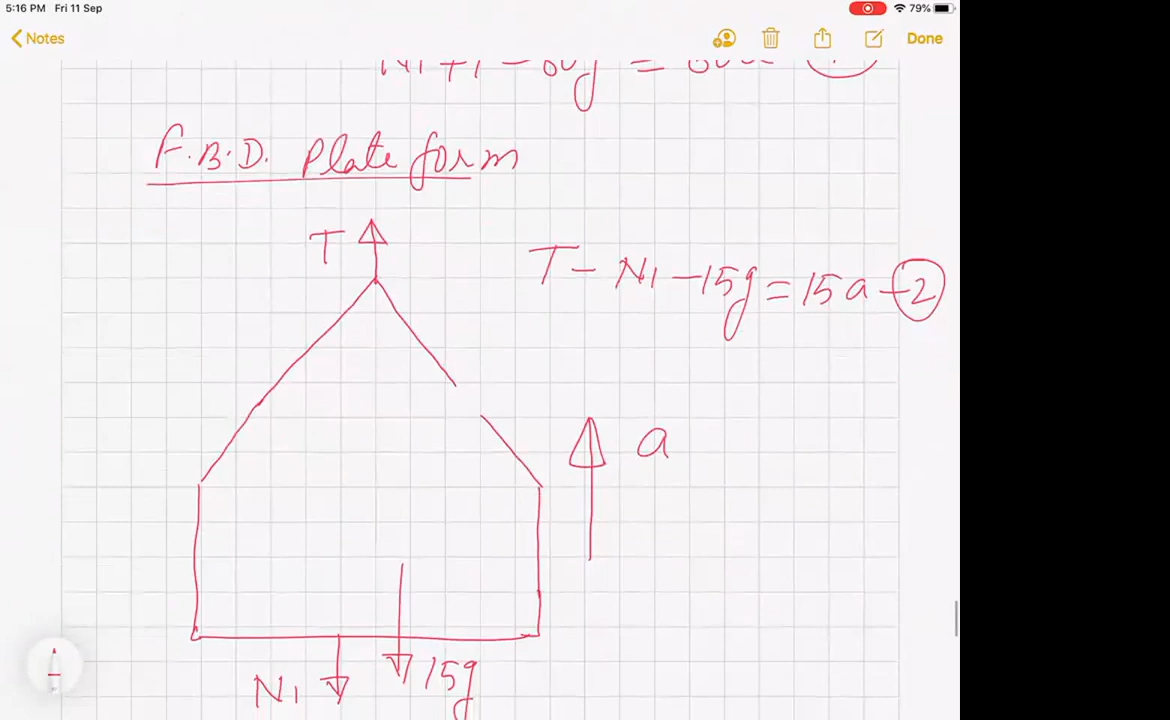 5:16 PM Fri 11 Sep
79%
Notes
Done
F.B.D. Plate form
T
T - N1 - 15g = 15a - 2
a
N1
15g